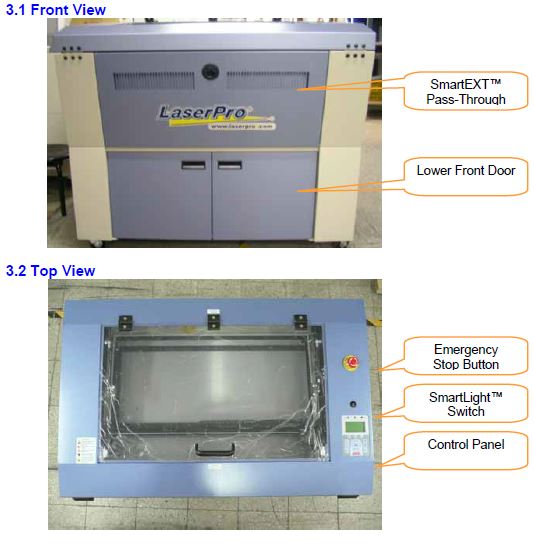 3.1 Front View
SmartEXT™
Pass-Through
LaserPro
www.laserpro.com
Lower Front Door
3.2 Top View
Emergency
Stop Button
SmartLight™
Switch
Control Panel